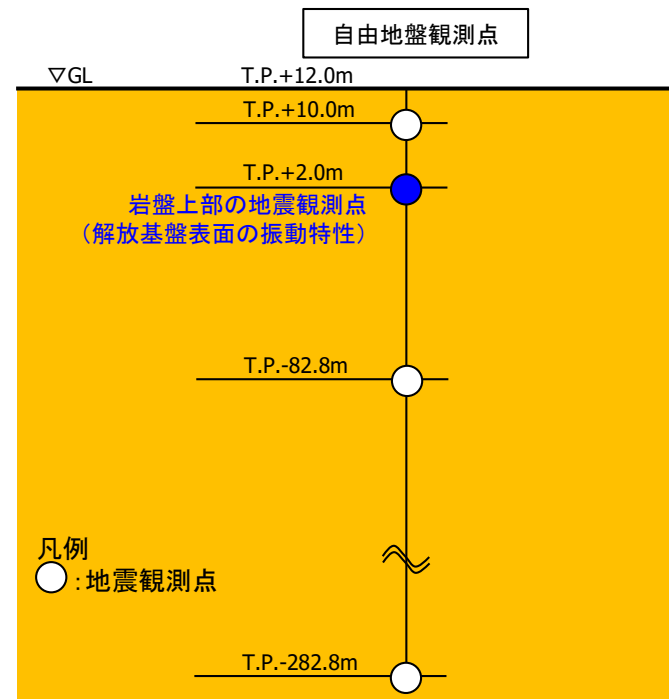 自由地盤観測点
▽GL
T.P.+12.0m
T.P.+10.0m
T.P.+2.0m
岩盤上部の地震観測点
（解放基盤表面の振動特性）
T.P.-82.8m
凡例
○:地震観測点
T.P.-282.8m